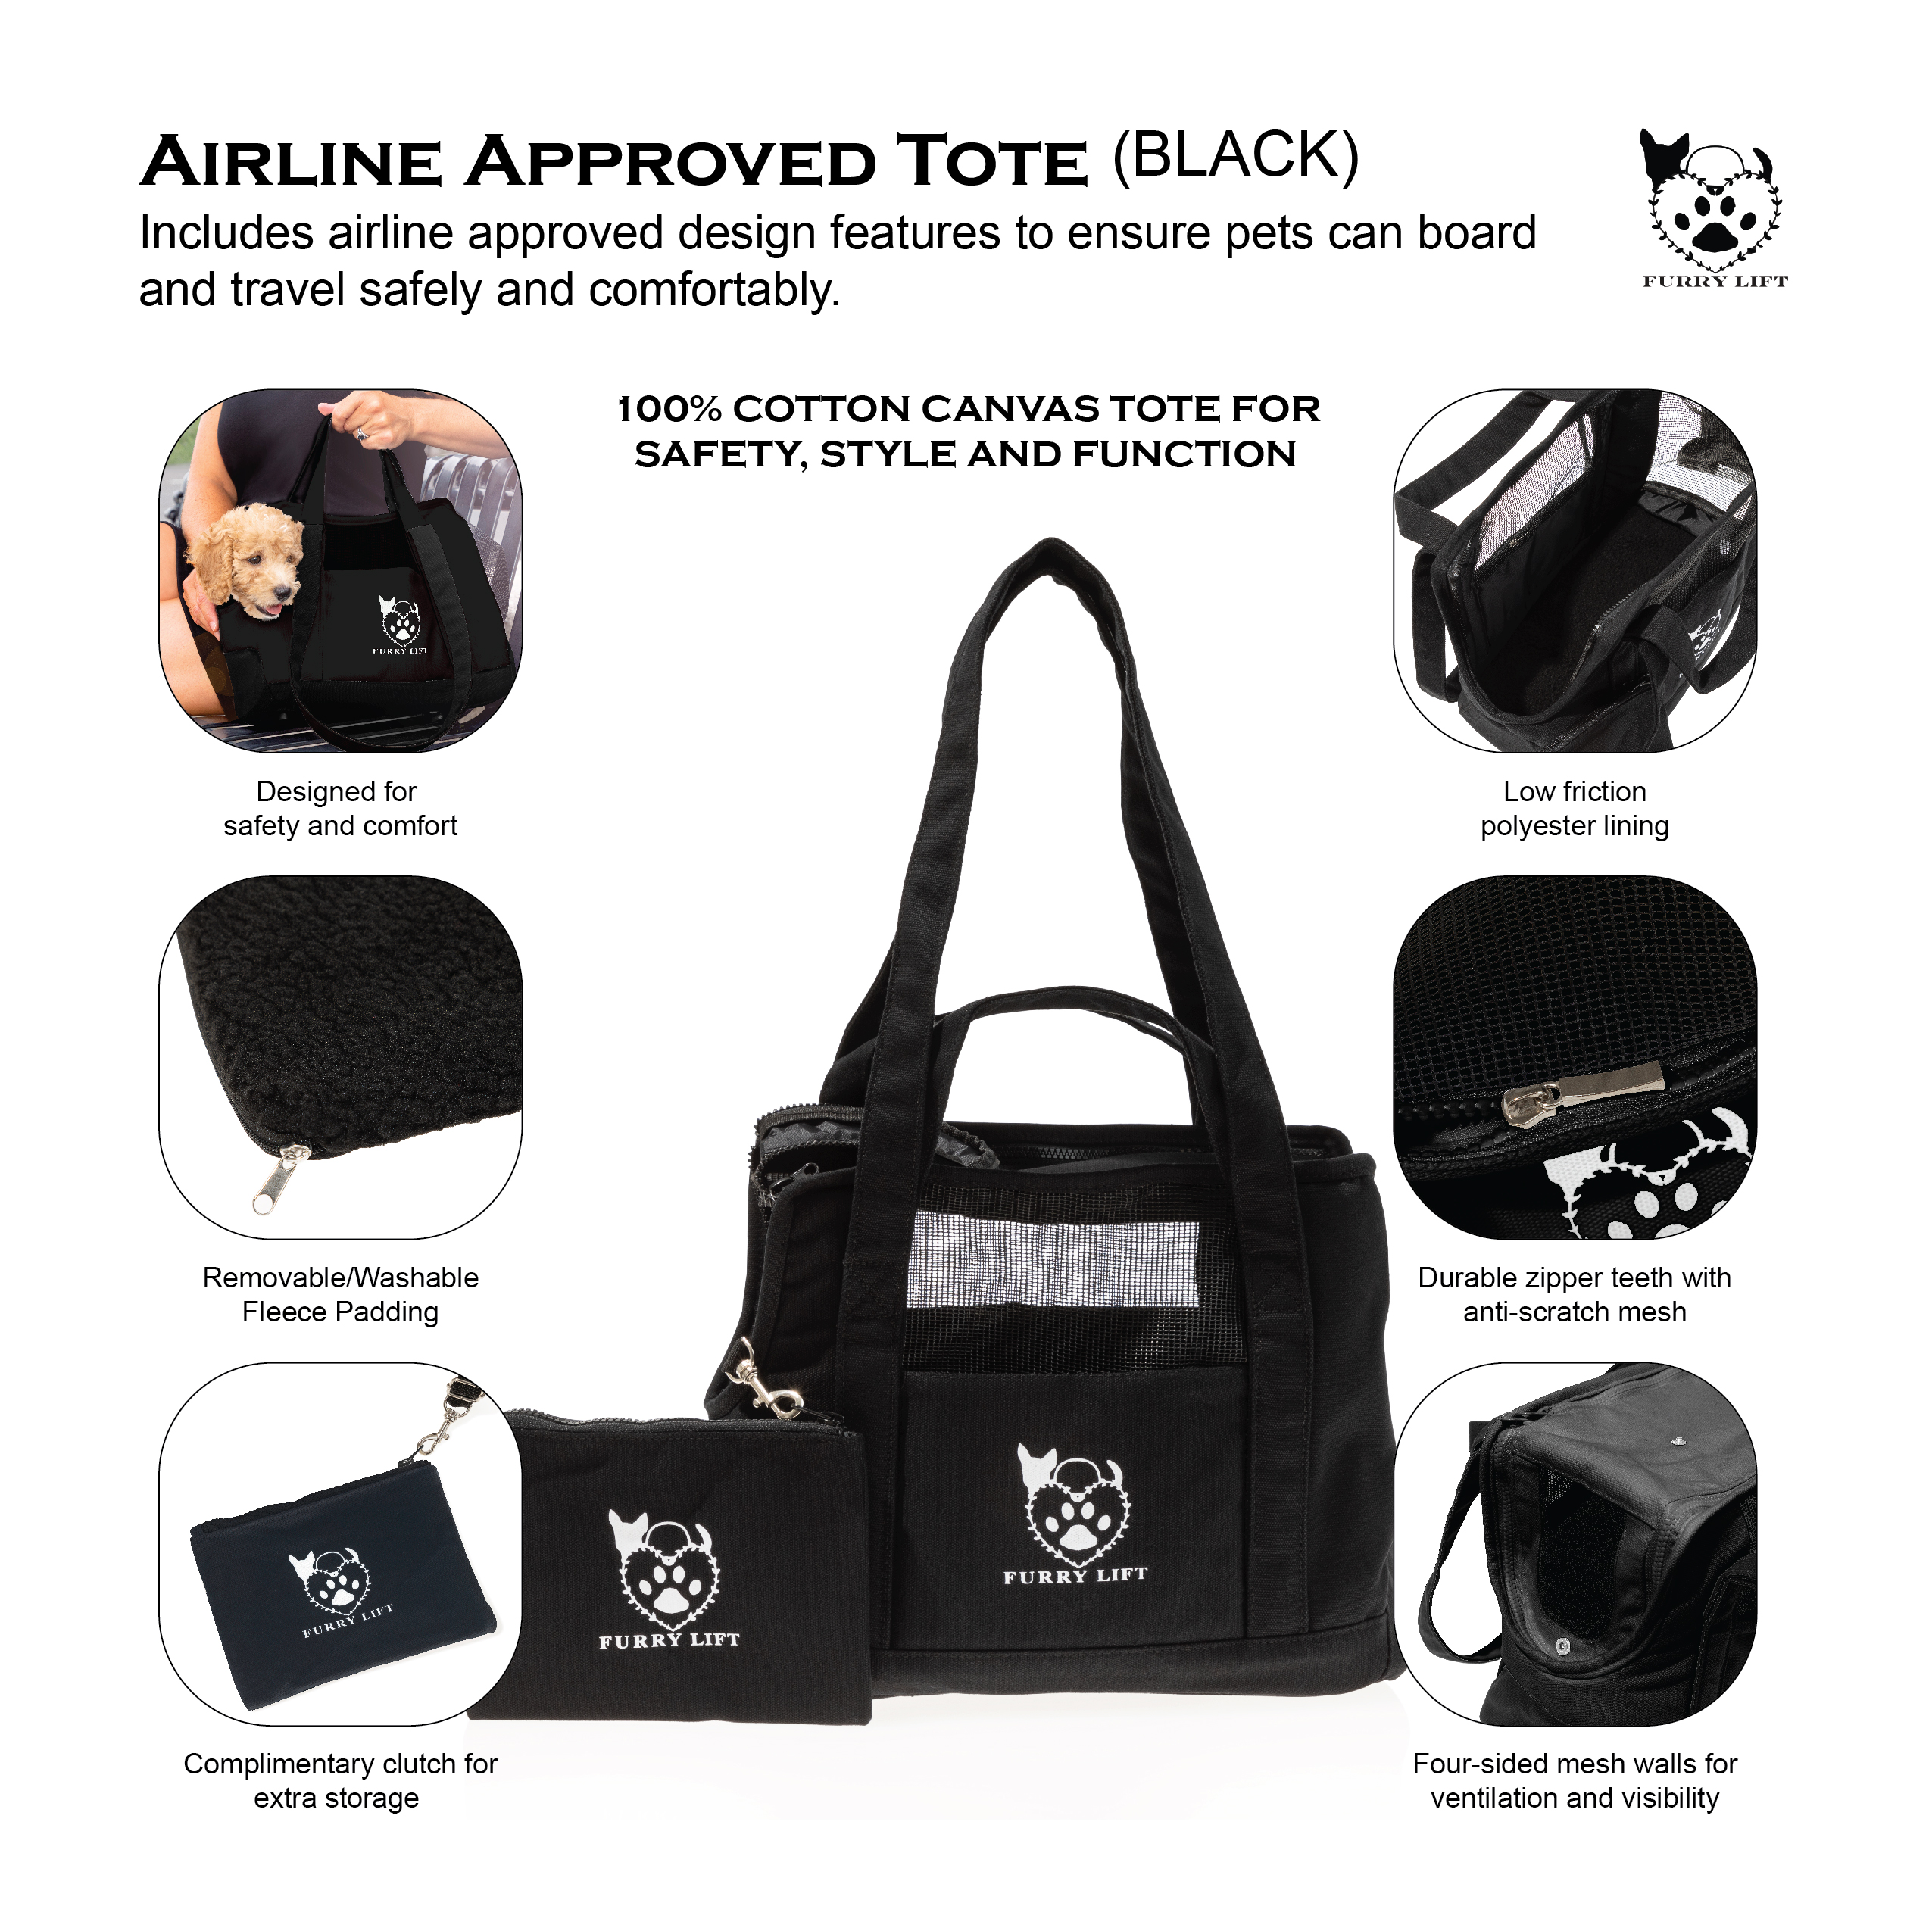 AIRLINE APPROVED TOTE (BLACK)
Includes airline approved design features to ensure pets can board
and travel safely and comfortably.
FURRY LIFT
100% COTTON CANVAS TOTE FOR
SAFETY, STYLE AND FUNCTION
FURRY LIFT
Designed for
safety and comfort
Low friction
polyester lining
Removable/Washable
Fleece Padding
Durable zipper teeth with
anti-scratch mesh
FURRY LIFT
FURRY LIFT
FURRY LIFT
Complimentary clutch for
extra storage
Four-sided mesh walls for
ventilation and visibility